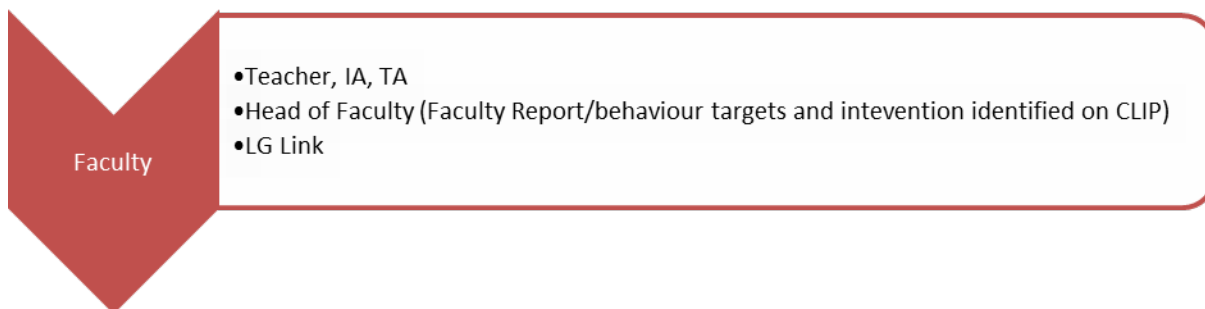 Faculty
•Teacher, IA, TA
•Head of Faculty (Faculty Report/behaviour targets and intevention identified on CLIP)
•LG Link